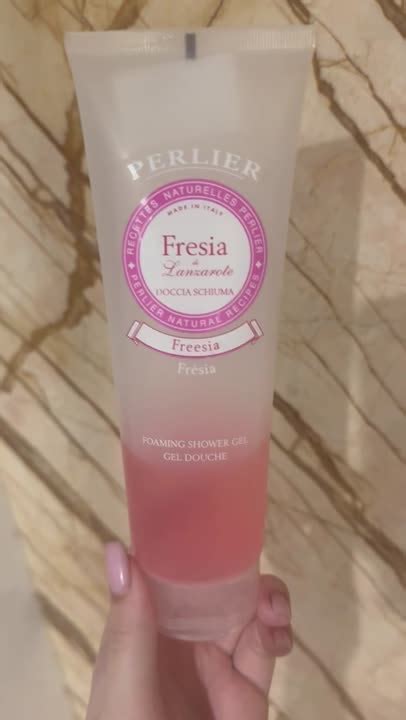 PERLIER
RECETTES NATURELLES PERLIER
MADE IN ITALY
Fresia
di
Lanzarote
DOCCIA SCHIUMA
PERLIER NATURAE RECIPES
Freesia
Frésia
FOAMING SHOWER GEL
GEL DOUCHE